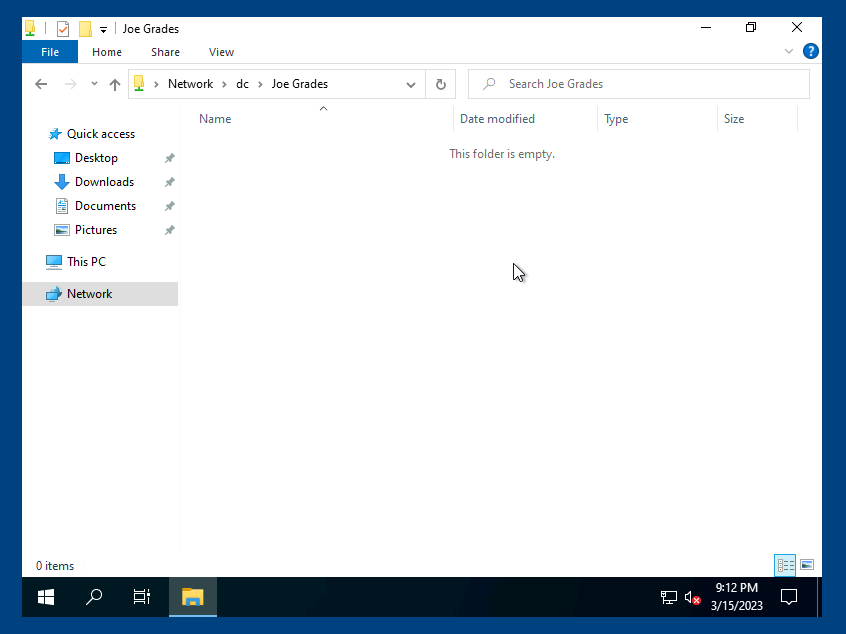 Joe Grades
File Home Share View
Network dc Joe Grades Search Joe Grades
Name Date modified Type Size
This folder is empty.
Quick access
Desktop
Downloads
Documents
Pictures
This PC
Network
0 items
9:12 PM
3/15/2023